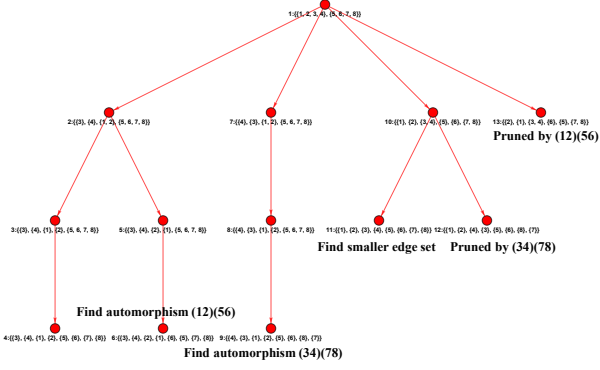 1:{{1, 2, 3, 4}, {5, 6, 7, 8}}
2:{{3}, {4}, {1, 2}, {5, 6, 7, 8}}
7:{{4}, {3}, {1, 2}, {5, 6, 7, 8}}
10:{{1}, {2}, {3, 4}, {5}, {6}, {7, 8}}
13:{{2}, {1}, {3, 4}, {6}, {5}, {7, 8}}
Pruned by (12)(56)
3:{{3}, {4}, {1}, {2}, {5, 6, 7, 8}}
5:{{3}, {4}, {2}, {1}, {5, 6, 7, 8}}
8:{{4}, {3}, {1}, {2}, {5, 6, 7, 8}}
11:{{1}, {2}, {3}, {4}, {5}, {6}, {7}, {8}}
12:{{1}, {2}, {4}, {3}, {5}, {6}, {8}, {7}}
Find smaller edge set
Pruned by (34)(78)
Find automorphism (12)(56)
4:{{3}, {4}, {1}, {2}, {5}, {6}, {7}, {8}}
6:{{3}, {4}, {2}, {1}, {6}, {5}, {7}, {8}}
9:{{4}, {3}, {1}, {2}, {5}, {6}, {8}, {7}}
Find automorphism (34)(78)